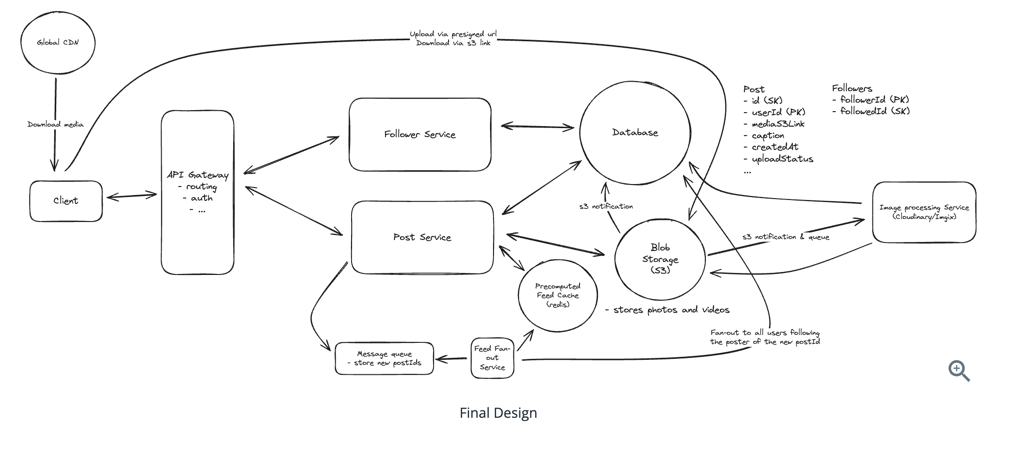 Global CDN
Upload via presigned url
Download via s3 link
Download media
Client
API Gateway
- routing
- auth
- ...
Follower Service
Database
Post
- id (SK)
- userId (PK)
- mediaS3Link
- caption
- createdAt
- uploadStatus
...
Followers
- followerId (PK)
- followedId (SK)
Image processing Service
(Cloudinary/Imgix)
s3 notification
Post Service
s3 notification & queue
Blob
Storage
(S3)
- stores photos and videos
Precomputed
Feed Cache
(redis)
Fan-out to all users following
the poster of the new postId
Message queue
- store new postIds
Feed Fan-
out
Service
Final Design